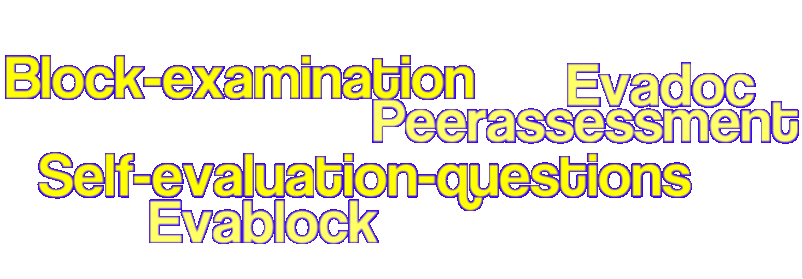 Block-examination
Evadoc
Peerassessment
Self-evaluation-questions
Evablock